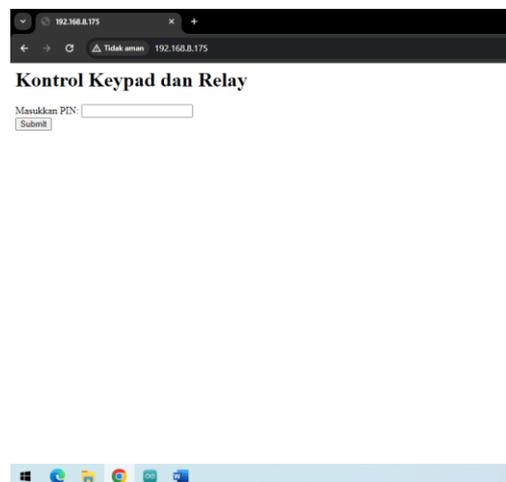 192.168.8.175
Tidak aman 192.168.8.175
Kontrol Keypad dan Relay
Masukkan PIN:
Submit